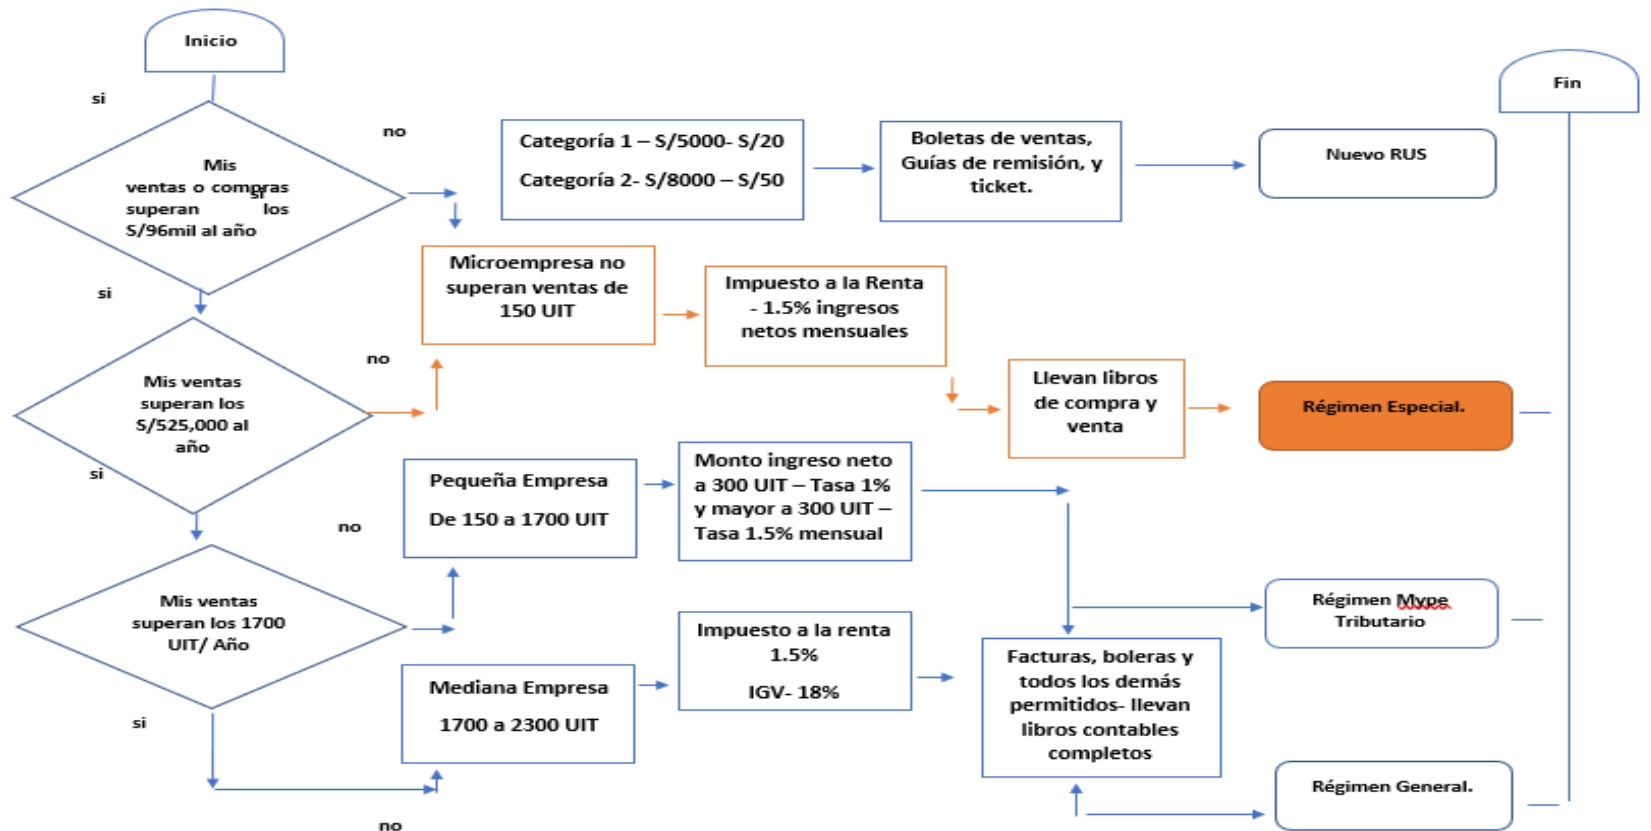 Inicio
si
no
Mis
ventas o compras
si
superan los
S/96mil al año
Categoría 1 – S/5000- S/20
Categoría 2- S/8000 – S/50
Boletas de ventas,
Guías de remisión, y
ticket.
Nuevo RUS
Fin
si
Microempresa no
superan ventas de
150 UIT
Impuesto a la Renta
- 1.5% ingresos
netos mensuales
no
Mis ventas
superan los
S/525,000 al
año
Llevan libros
de compra y
venta
Régimen Especial.
si
Pequeña Empresa
De 150 a 1700 UIT
Monto ingreso neto
a 300 UIT – Tasa 1%
y mayor a 300 UIT –
Tasa 1.5% mensual
no
Mis ventas
superan los 1700
UIT/ Año
Régimen Mype
Tributario
Mediana Empresa
1700 a 2300 UIT
Impuesto a la renta
1.5%
IGV- 18%
Facturas, boleras y
todos los demás
permitidos- llevan
libros contables
completos
si
Régimen General.
no